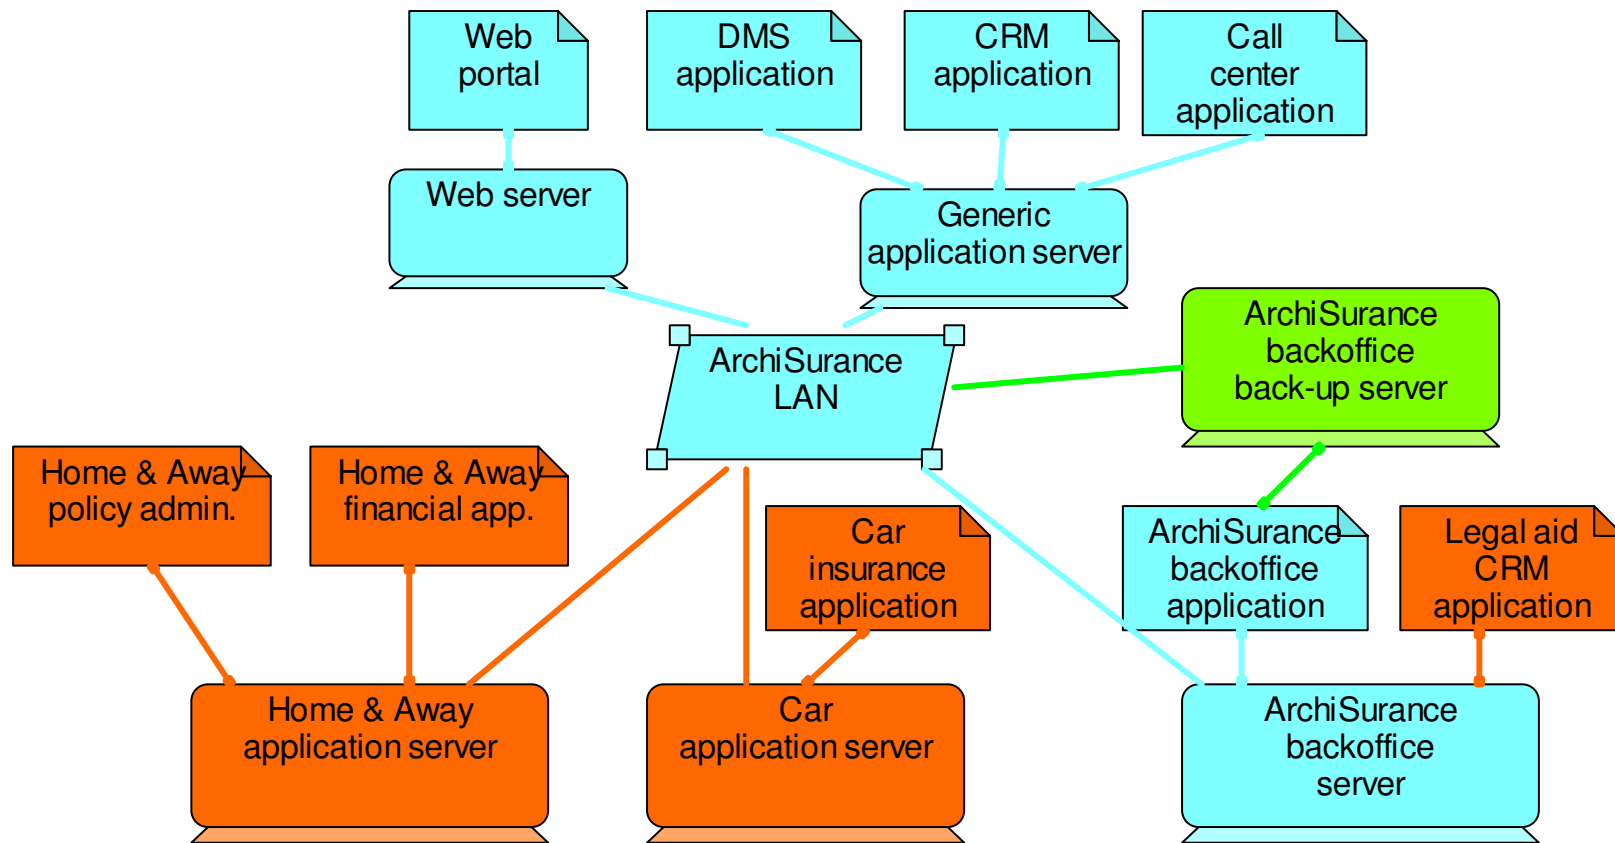 Web
portal
DMS
application
CRM
application
Call
center
application
Web server
Generic
application server
ArchiSurance
backoffice
back-up server
ArchiSurance
LAN
Home & Away
policy admin.
Home & Away
financial app.
Car
insurance
application
ArchiSurance
backoffice
application
Legal aid
CRM
application
Home & Away
application server
Car
application server
ArchiSurance
backoffice
server